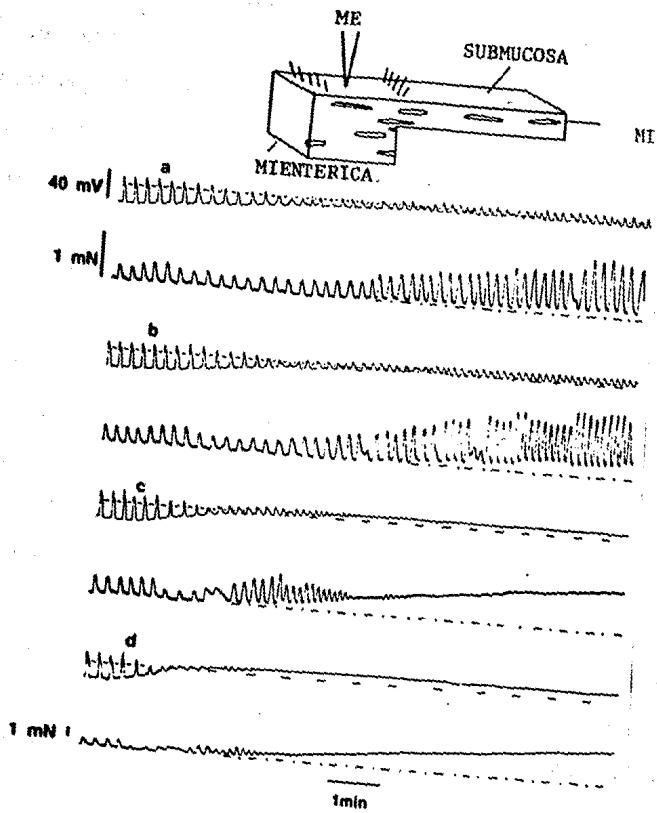 ME
SUBMUCOSA
MI
MIENTERICA.
a
40 mV
1 mN
b
c
d
1 mN
1min